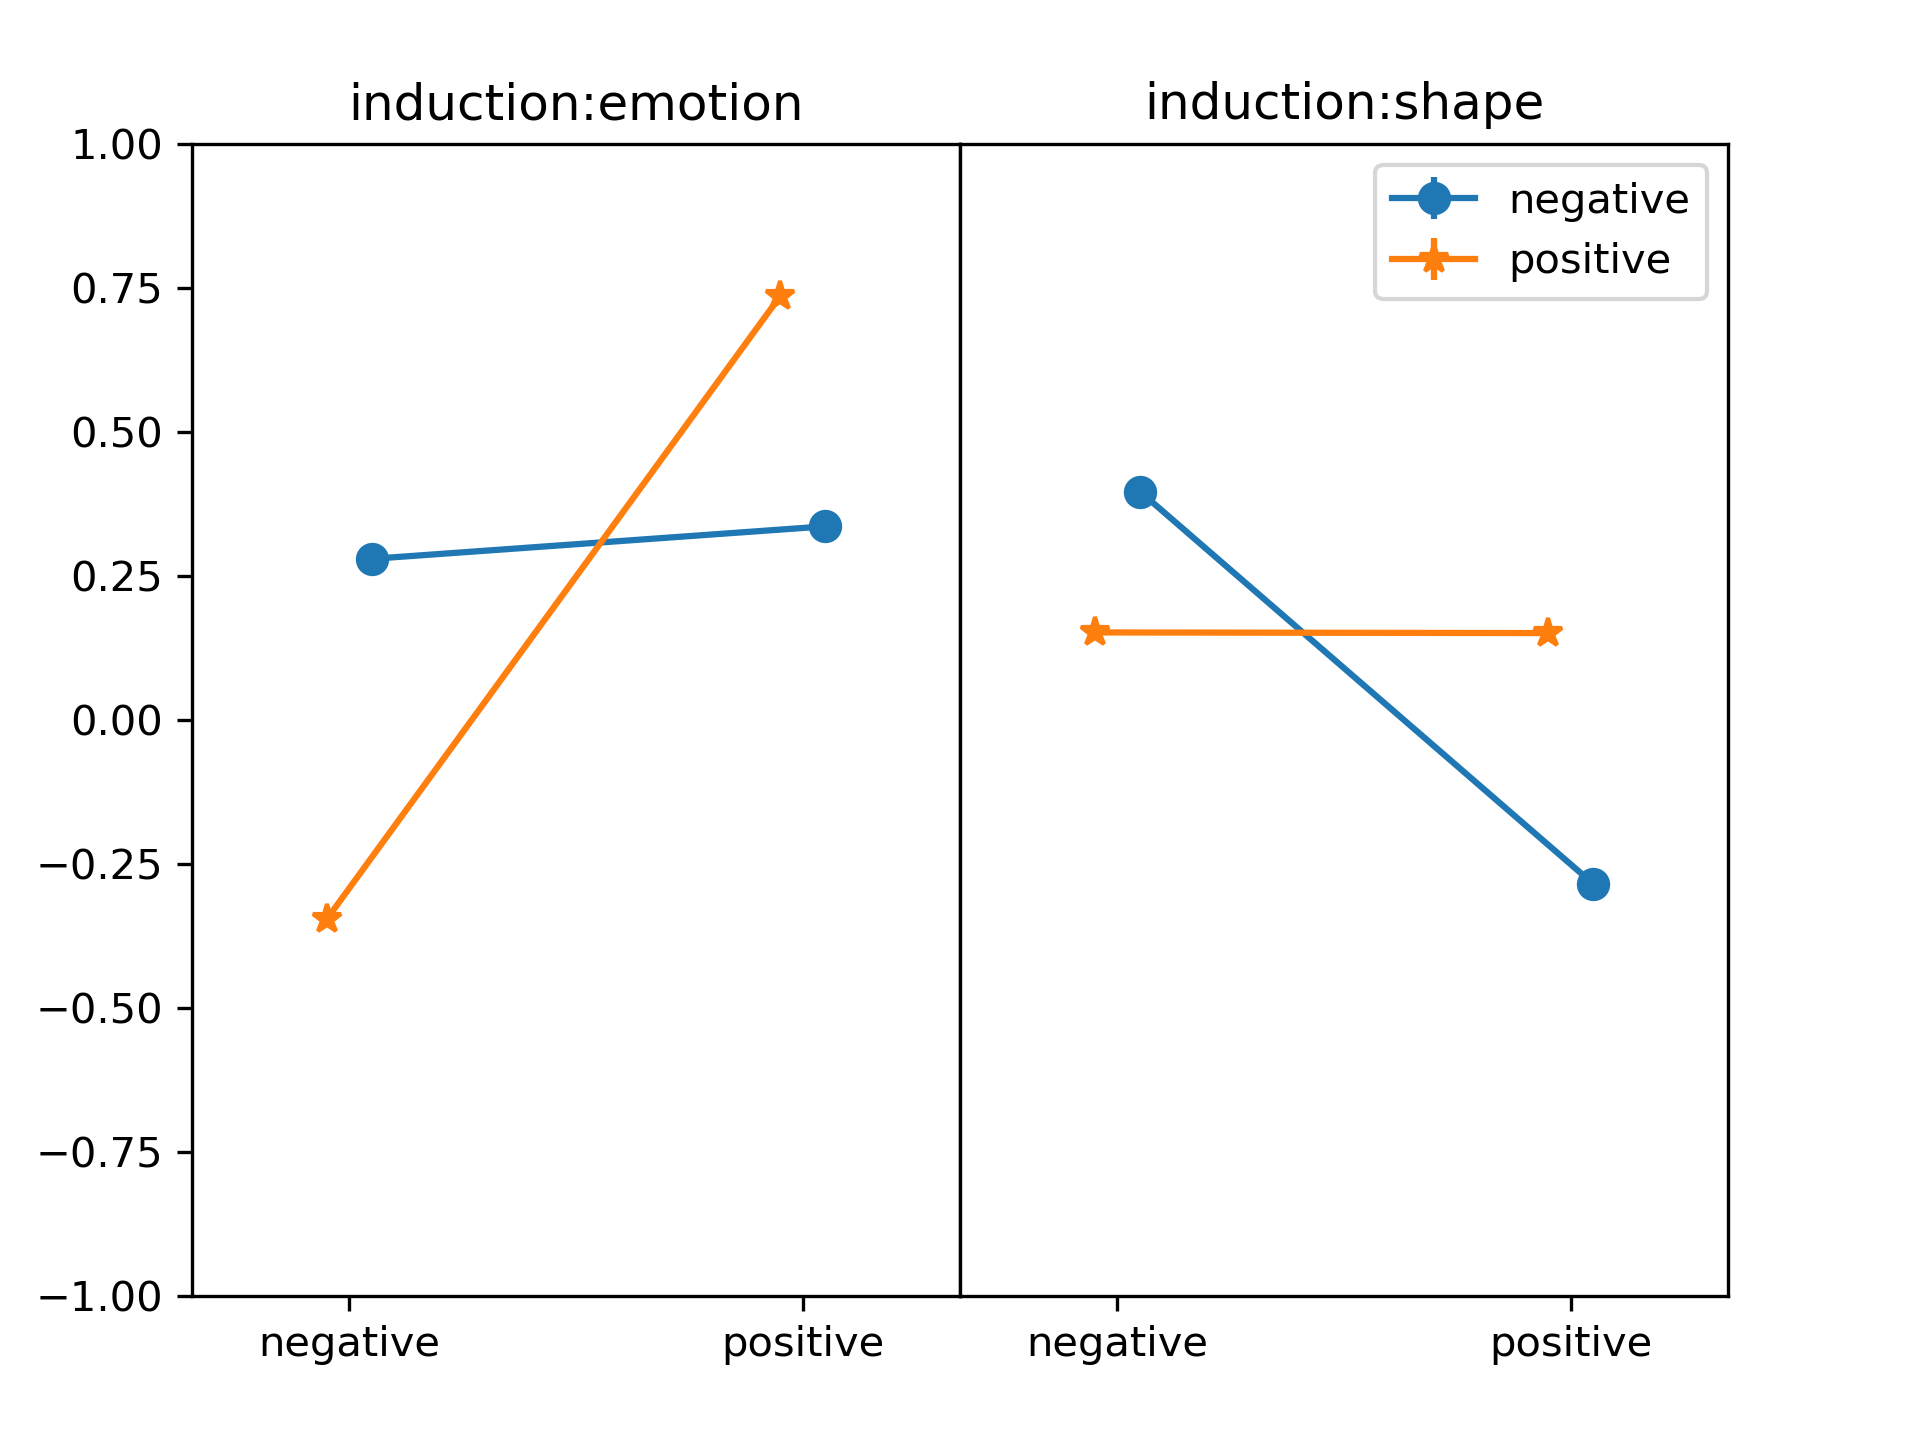 induction:emotion
induction:shape
1.00
0.75
0.50
0.25
0.00
−0.25
−0.50
−0.75
−1.00
negative
positive
negative
positive
negative
positive